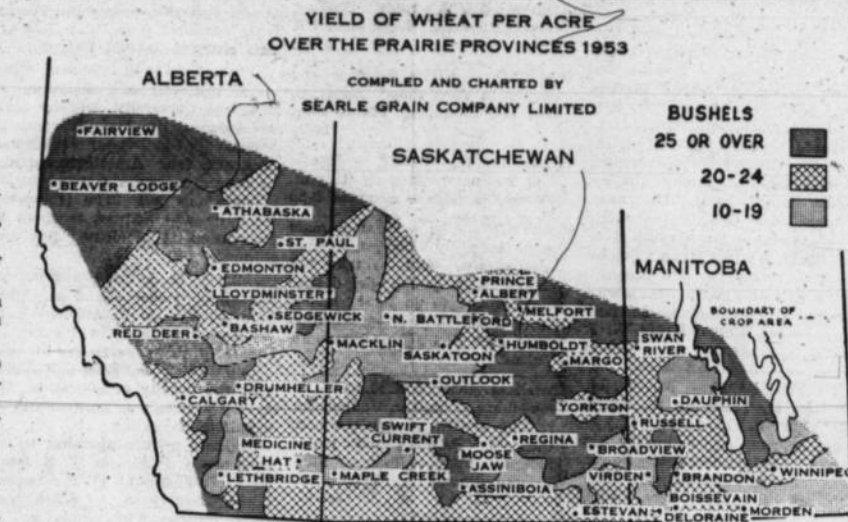 YIELD OF WHEAT PER ACRE
OVER THE PRAIRIE PROVINCES 1953
COMPILED AND CHARTED BY
SEARLE GRAIN COMPANY LIMITED
ALBERTA
SASKATCHEWAN
MANITOBA
BUSHELS
25 OR OVER
20-24
10-19
BOUNDARY OF
CROP AREA
FAIRVIEW
BEAVER LODGE
ATHABASKA
ST. PAUL
EDMONTON
LLOYDMINSTER
SEDGEWICK
BASHAW
RED DEER
DRUMHELLER
CALGARY
MEDICINE
HAT
LETHBRIDGE
PRINCE
ALBERT
MELFORT
N. BATTLEFORD
MACKLIN
SASKATOON
HUMBOLDT
MARGO
OUTLOOK
YORKTON
SWIFT
CURRENT
REGINA
MOOSE
JAW
BROADVIEW
MAPLE CREEK
ASSINIBOIA
ESTEVAN
SWAN
RIVER
DAUPHIN
RUSSELL
VIRDEN
BRANDON
WINNIPEG
BOISSEVAIN
DELORAINE
MORDEN